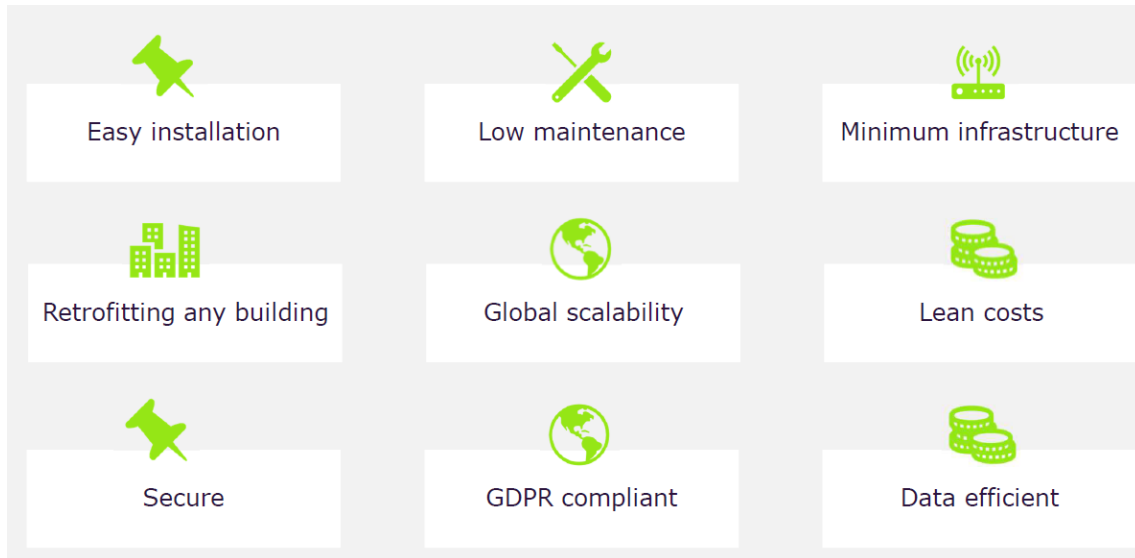 Easy installation
Low maintenance
Minimum infrastructure
Retrofitting any building
Global scalability
Lean costs
Secure
GDPR compliant
Data efficient